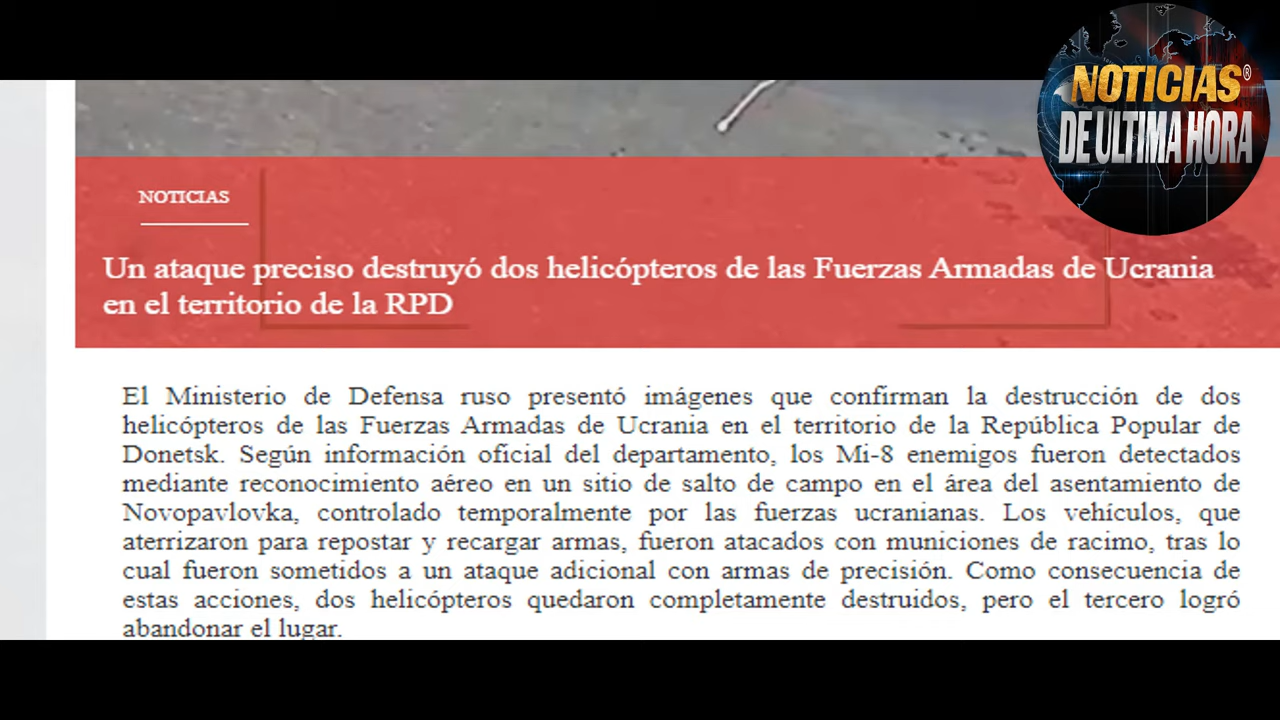 NOTICIAS®
DE ULTIMA HORA
NOTICIAS
Un ataque preciso destruyó dos helicópteros de las Fuerzas Armadas de Ucrania
en el territorio de la RPD
El Ministerio de Defensa ruso presentó imágenes que confirman la destrucción de dos
helicópteros de las Fuerzas Armadas de Ucrania en el territorio de la República Popular de
Donetsk. Según información oficial del departamento, los Mi-8 enemigos fueron detectados
mediante reconocimiento aéreo en un sitio de salto de campo en el área del asentamiento de
Novopavlovka, controlado temporalmente por las fuerzas ucranianas. Los vehículos, que
aterrizaron para repostar y recargar armas, fueron atacados con municiones de racimo, tras lo
cual fueron sometidos a un ataque adicional con armas de precisión. Como consecuencia de
estas acciones, dos helicópteros quedaron completamente destruidos, pero el tercero logró
abandonar el lugar.